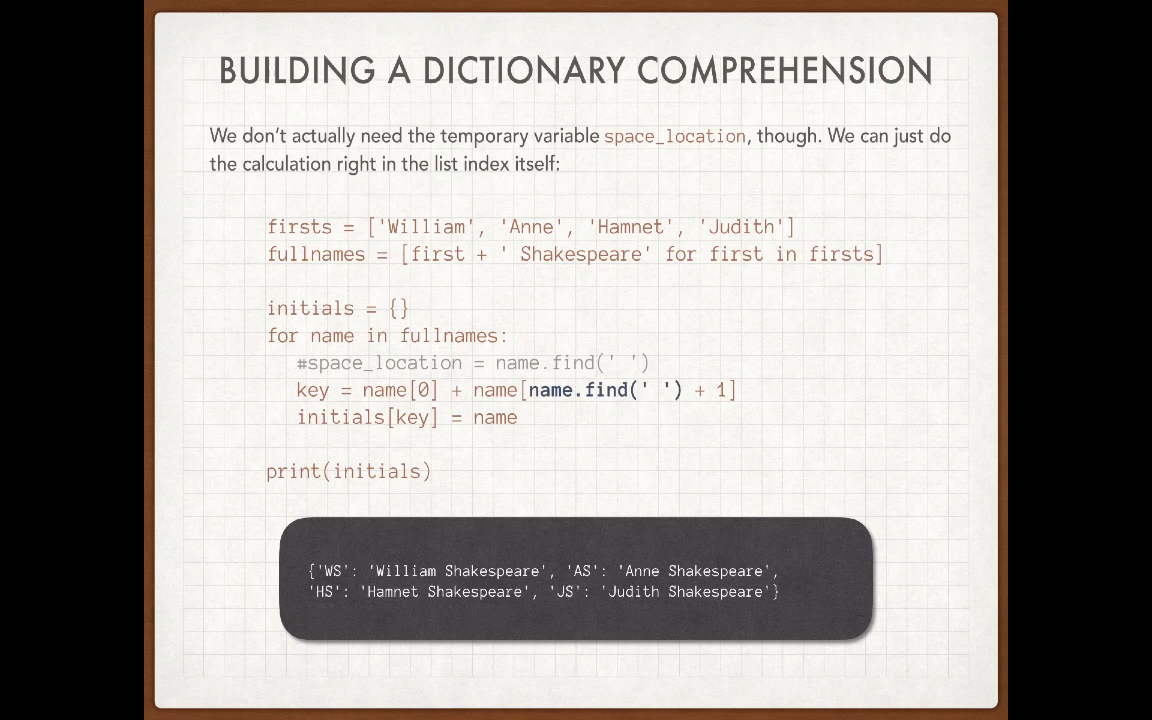 BUILDING A DICTIONARY COMPREHENSION
We don’t actually need the temporary variable space_location, though. We can just do
the calculation right in the list index itself:
firsts = ['William', 'Anne', 'Hamnet', 'Judith']
fullnames = [first + ' Shakespeare' for first in firsts]
initials = {}
for name in fullnames:
#space_location = name.find(' ')
key = name[0] + name[name.find(' ') + 1]
initials[key] = name
print(initials)
{'WS': 'William Shakespeare', 'AS': 'Anne Shakespeare',
'HS': 'Hamnet Shakespeare', 'JS': 'Judith Shakespeare'}